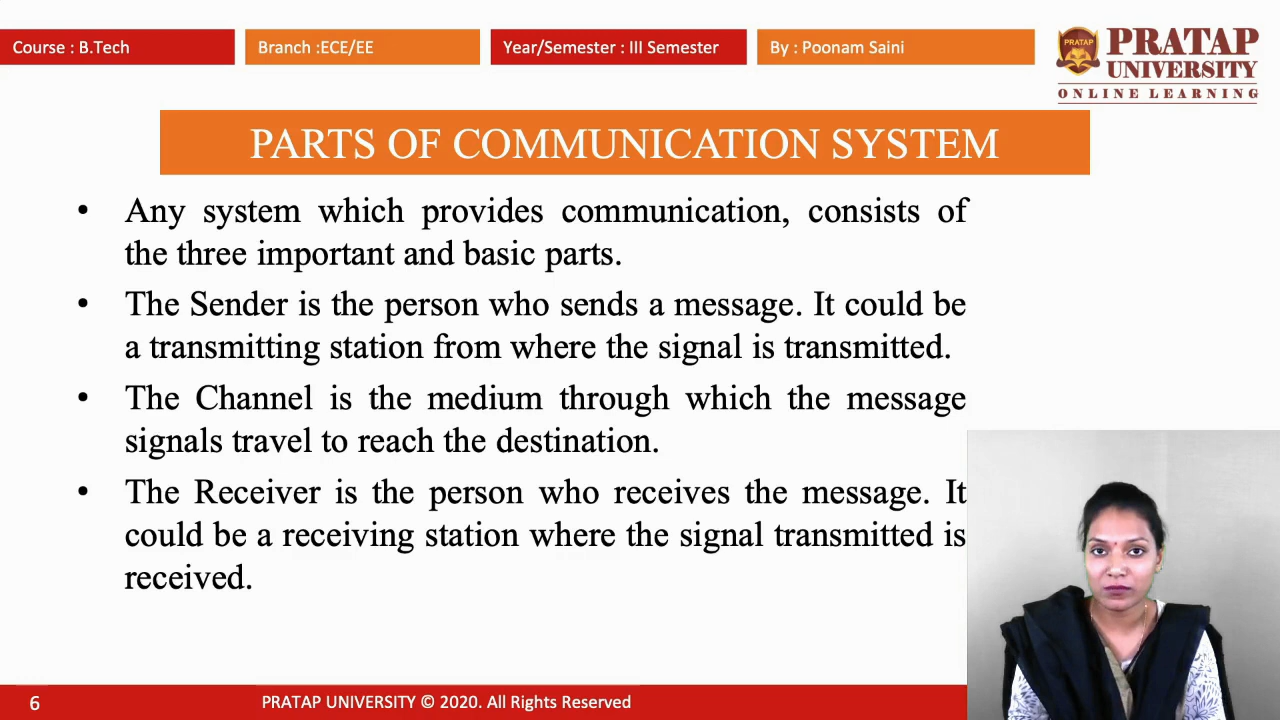 Course : B.Tech
Branch :ECE/EE
Year/Semester : III Semester
By : Poonam Saini
PRATAP
PRATAP
UNIVERSITY
ONLINE LEARNING
PARTS OF COMMUNICATION SYSTEM
• Any system which provides communication, consists of
the three important and basic parts.
• The Sender is the person who sends a message. It could be
a transmitting station from where the signal is transmitted.
• The Channel is the medium through which the message
signals travel to reach the destination.
• The Receiver is the person who receives the message. It
could be a receiving station where the signal transmitted is
received.
6
PRATAP UNIVERSITY © 2020. All Rights Reserved